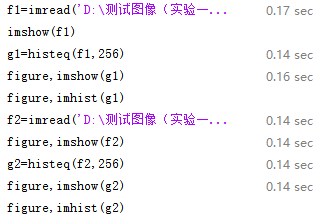 f1=imread('D:\测试图像（实验一... 0.17 sec
imshow(f1)
g1=histeq(f1,256) 0.14 sec
figure,imshow(g1) 0.16 sec
figure,imhist(g1)
f2=imread('D:\测试图像（实验一... 0.14 sec
figure,imshow(f2) 0.14 sec
g2=histeq(f2,256) 0.14 sec
figure,imshow(g2) 0.14 sec
figure,imhist(g2)